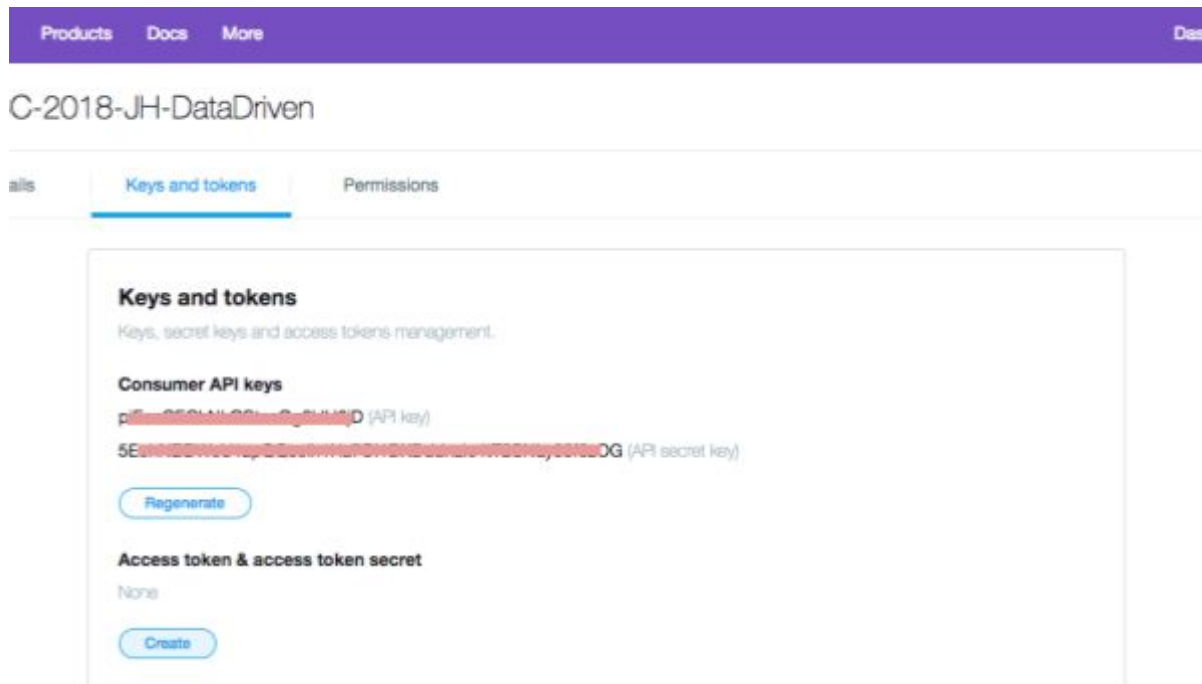 Products Docs More Das
C-2018-JH-DataDriven
ails Keys and tokens Permissions
Keys and tokens
Keys, secret keys and access tokens management.
Consumer API keys
(API key)
(API secret key)
Regenerate
Access token & access token secret
None
Create